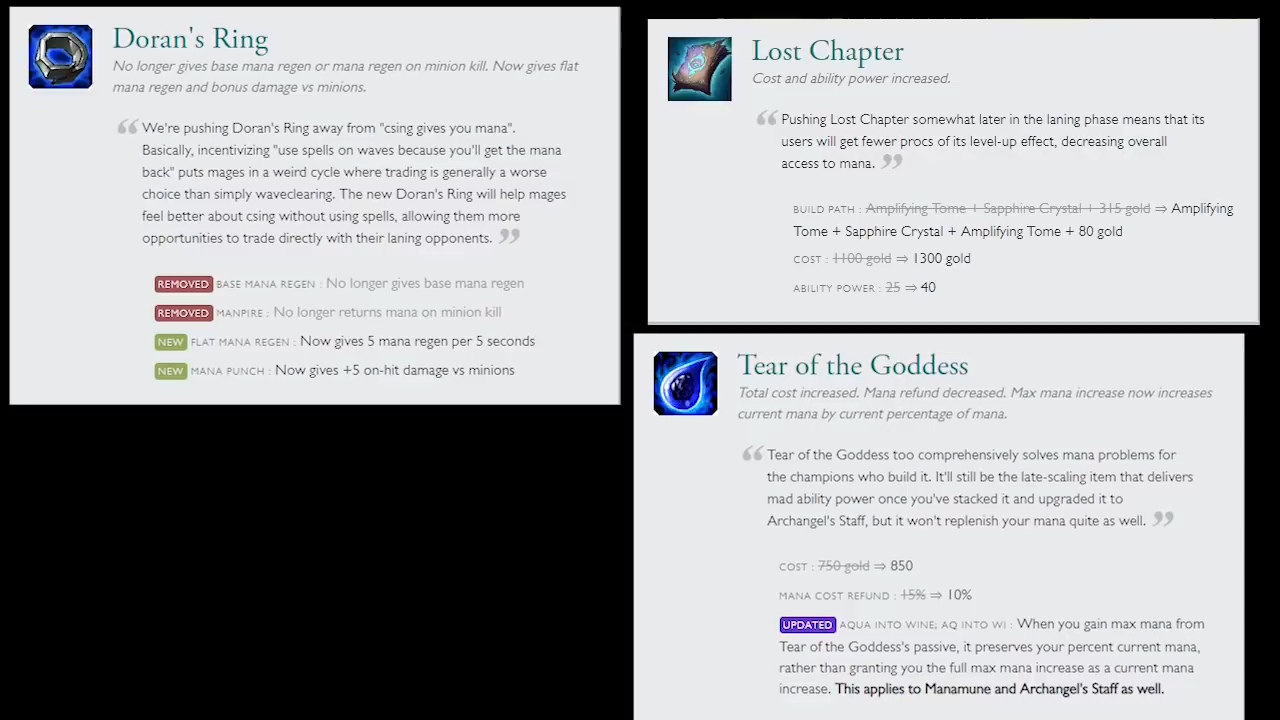 Doran's Ring
No longer gives base mana regen or mana regen on minion kill. Now gives flat
mana regen and bonus damage vs minions.
“ We're pushing Doran's Ring away from "csing gives you mana".
Basically, incentivizing "use spells on waves because you'll get the mana
back" puts mages in a weird cycle where trading is generally a worse
choice than simply waveclearing. The new Doran's Ring will help mages
feel better about csing without using spells, allowing them more
opportunities to trade directly with their laning opponents. ”
REMOVED BASE MANA REGEN : No longer gives base mana regen
REMOVED MANPIRE : No longer returns mana on minion kill
NEW FLAT MANA REGEN : Now gives 5 mana regen per 5 seconds
NEW MANA PUNCH : Now gives +5 on-hit damage vs minions
Lost Chapter
Cost and ability power increased.
“ Pushing Lost Chapter somewhat later in the laning phase means that its
users will get fewer procs of its level-up effect, decreasing overall
access to mana. ”
BUILD PATH : Amplifying Tome + Sapphire Crystal + 315 gold ⇒ Amplifying
Tome + Sapphire Crystal + Amplifying Tome + 80 gold
COST : 1100 gold ⇒ 1300 gold
ABILITY POWER : 25 ⇒ 40
Tear of the Goddess
Total cost increased. Mana refund decreased. Max mana increase now increases
current mana by current percentage of mana.
“ Tear of the Goddess too comprehensively solves mana problems for
the champions who build it. It'll still be the late-scaling item that delivers
mad ability power once you've stacked it and upgraded it to
Archangel's Staff, but it won't replenish your mana quite as well. ”
COST : 750 gold ⇒ 850
MANA COST REFUND : 15% ⇒ 10%
UPDATED AQUA INTO WINE; AQ INTO WI : When you gain max mana from
Tear of the Goddess's passive, it preserves your percent current mana,
rather than granting you the full max mana increase as a current mana
increase. This applies to Manamune and Archangel's Staff as well.